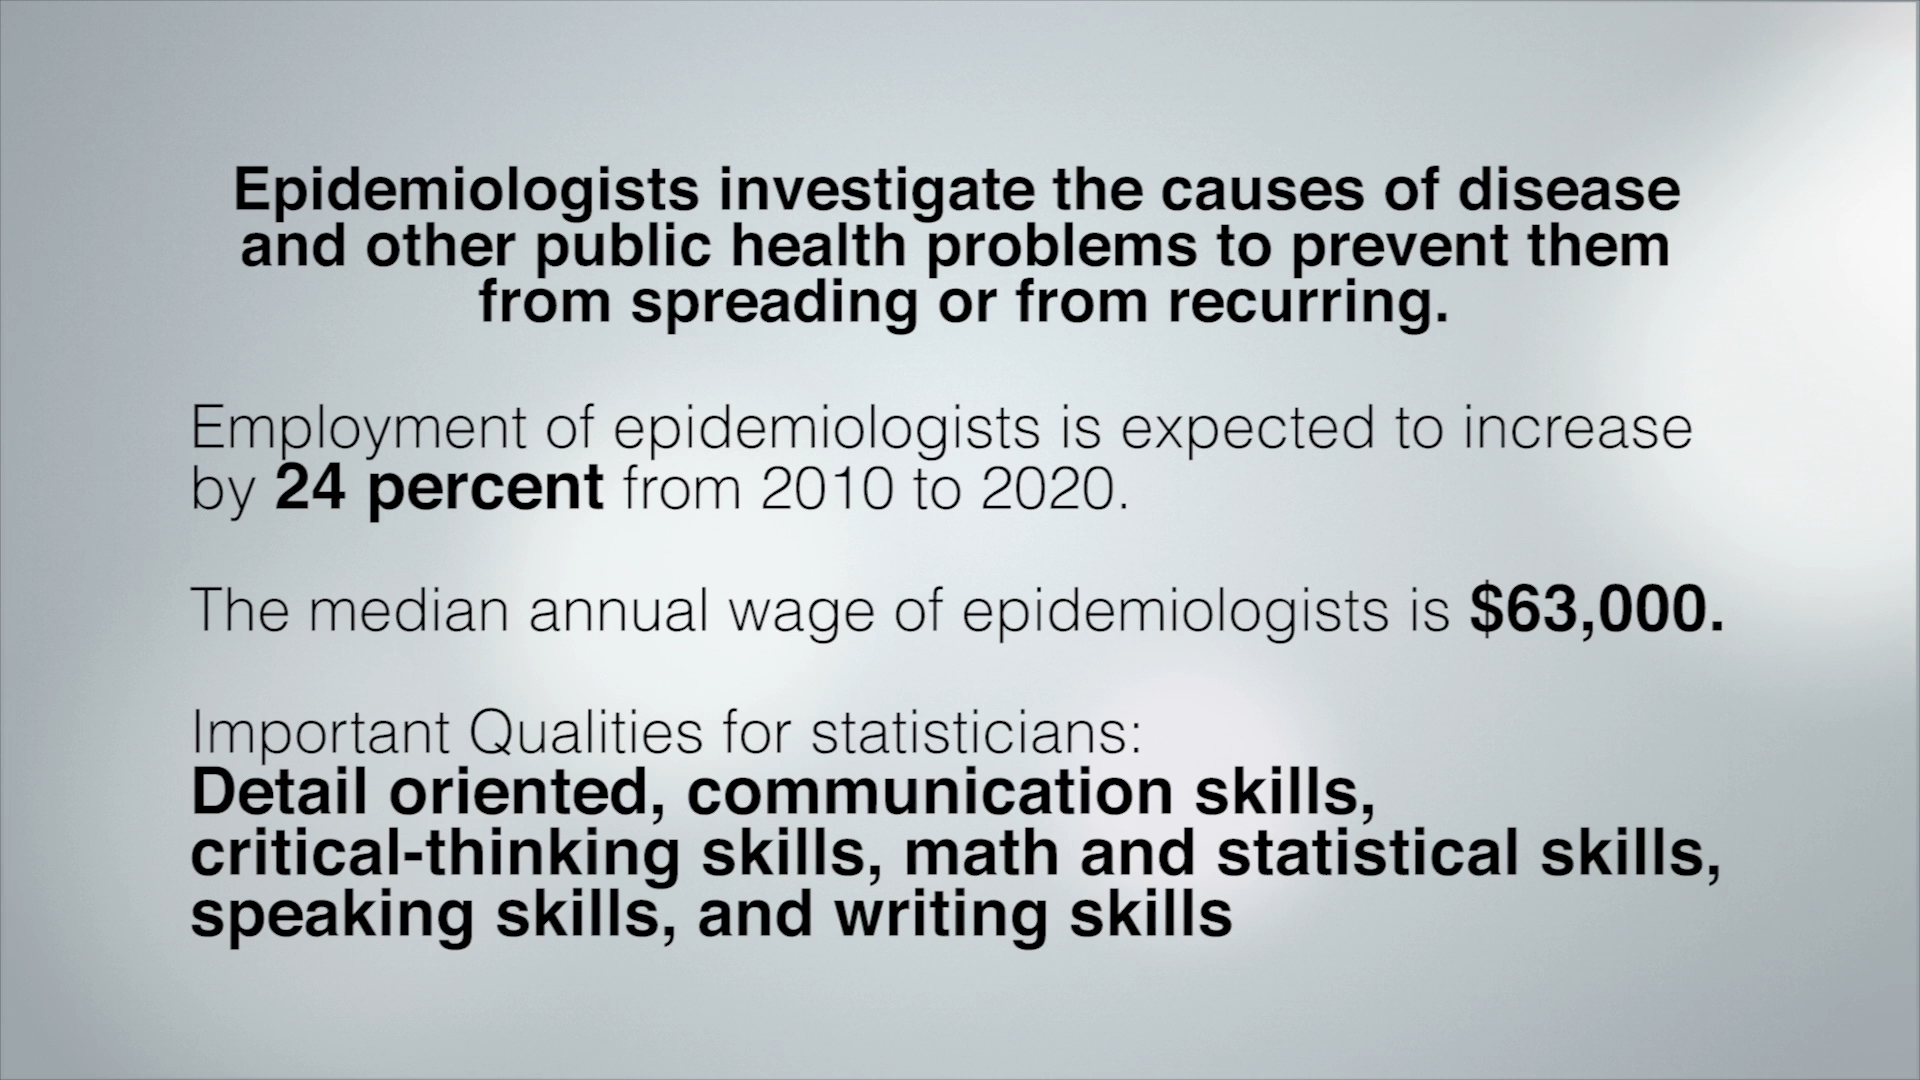 Epidemiologists investigate the causes of disease
and other public health problems to prevent them
from spreading or from recurring.
Employment of epidemiologists is expected to increase
by 24 percent from 2010 to 2020.
The median annual wage of epidemiologists is $63,000.
Important Qualities for statisticians:
Detail oriented, communication skills,
critical-thinking skills, math and statistical skills,
speaking skills, and writing skills